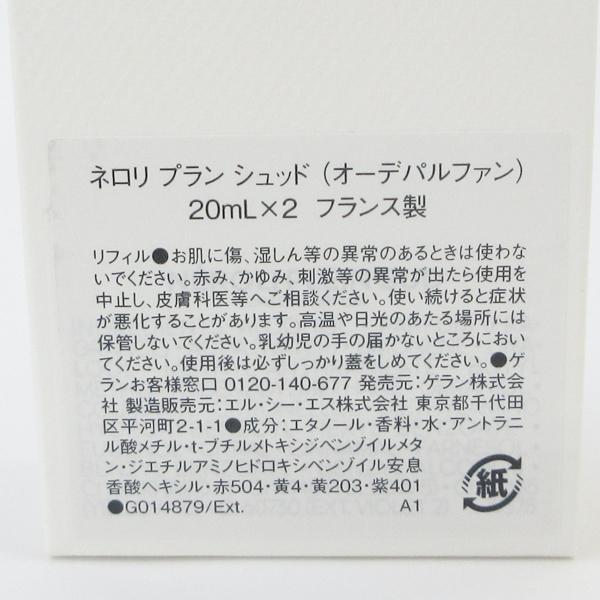 ネロリ プラン シュッド（オーデパルファン）
20mL×2 フランス製
リフィル●お肌に傷、湿しん等の異常のあるときは使わな
いでください。赤み、かゆみ、刺激等の異常が出たら使用を
中止し、皮膚科医等へご相談ください。使い続けると症状
が悪化することがあります。高温や日光のあたる場所には
保管しないでください。乳幼児の手の届かないところにおい
てください。使用後は必ずしっかり蓋をしめてください。●ゲ
ランお客様窓口 0120-140-677 発売元：ゲラン株式会
社 製造販売元：エル・シー・エス株式会社 東京都千代田
区平河町2-1-1●成分：エタノール・香料・水・アントラニ
ル酸メチル・t-ブチルメトキシジベンゾイルメタ
ン・ジエチルアミノヒドロキシベンゾイル安息
香酸ヘキシル・赤504・黄4・黄203・紫401
●G014879/Ext. A1
紙